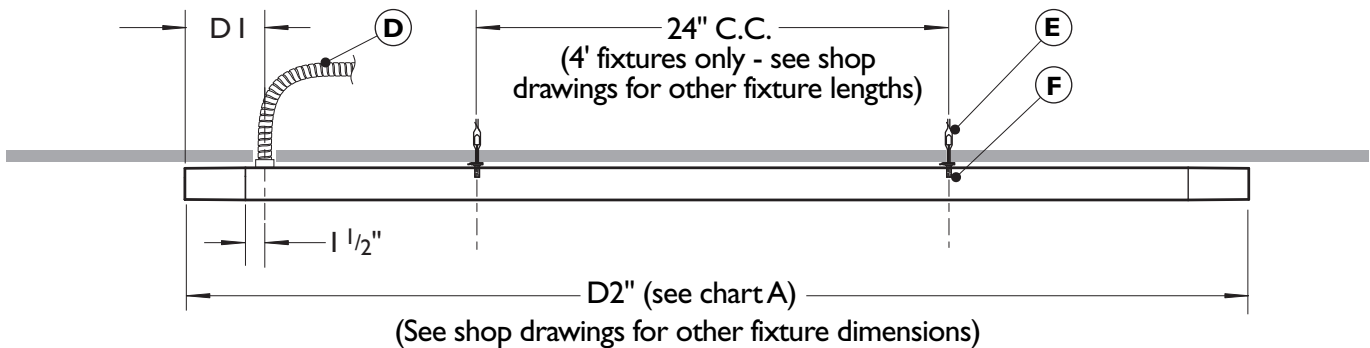 D1
D
24" C.C.
(4' fixtures only - see shop
drawings for other fixture lengths)
E
F
1 1/2"
D2" (see chart A)
(See shop drawings for other fixture dimensions)